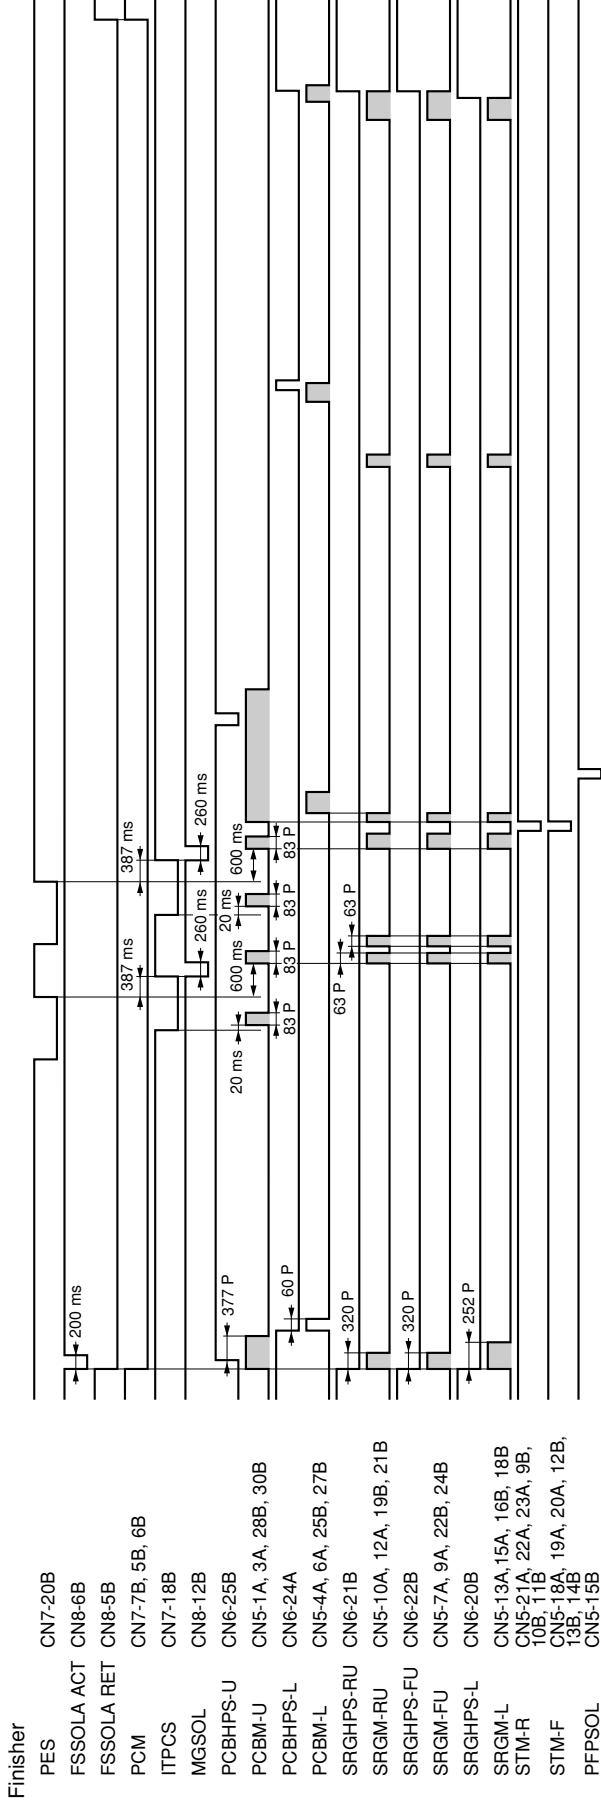 Finisher
PES CN7-20B
FSSOLA ACT CN8-6B
200 ms
FSSOLA RET CN8-5B
PCM CN7-7B, 5B, 6B
387 ms
387 ms
ITPCS CN7-18B
MGSOL CN8-12B
260 ms
260 ms
PCBHPS-U CN6-25B
377 P
20 ms
600 ms
20 ms
600 ms
PCBM-U CN5-1A, 3A, 28B, 30B
83 P
83 P
83 P
83 P
PCBHPS-L CN6-24A
60 P
PCBM-L CN5-4A, 6A, 25B, 27B
SRGHPS-RU CN6-21B
320 P
63 P
63 P
SRGM-RU CN5-10A, 12A, 19B, 21B
SRGHPS-FU CN6-22B
320 P
SRGM-FU CN5-7A, 9A, 22B, 24B
SRGHPS-L CN6-20B
252 P
SRGM-L CN5-13A,15A, 16B, 18B
STM-R CN5-21A, 22A, 23A, 9B,
10B, 11B
STM-F CN5-18A, 19A, 20A, 12B,
13B, 14B
PFPSOL CN5-15B